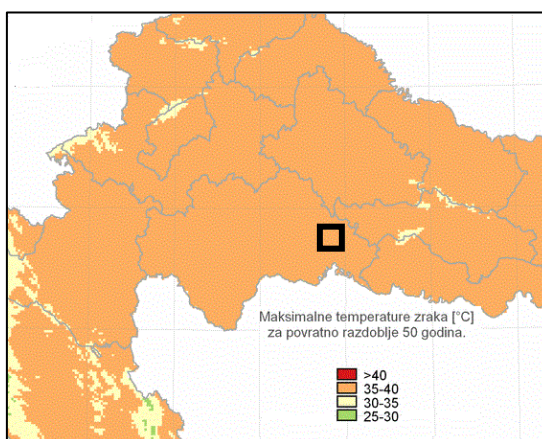 Maksimalne temperature zraka [°C]
za povratno razdoblje 50 godina.
>40
35-40
30-35
25-30